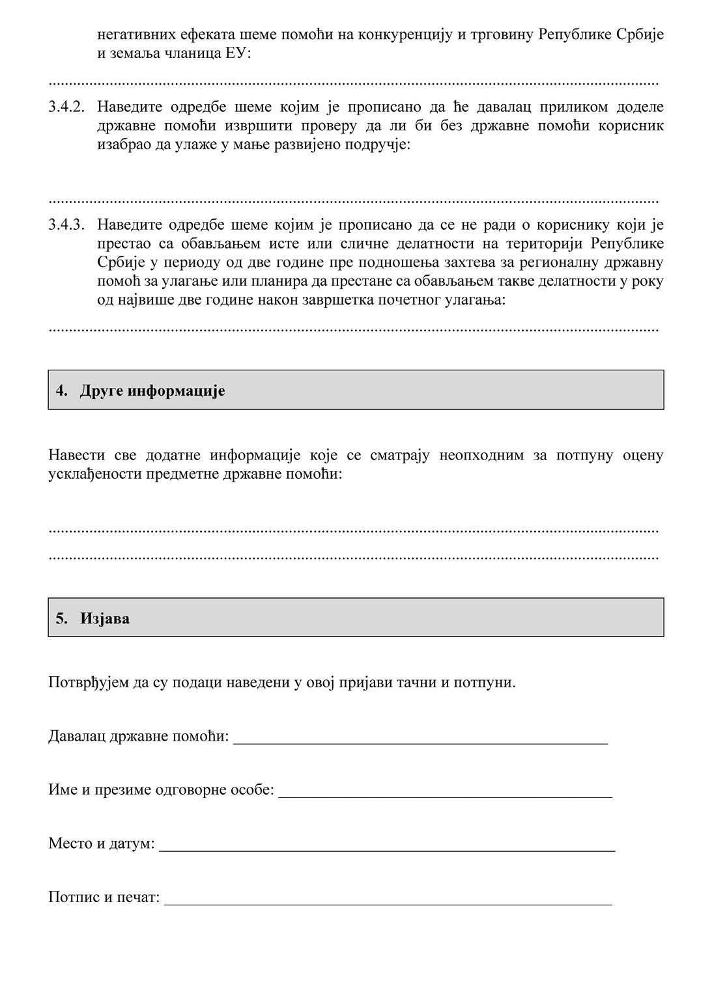 негативних ефеката шеме помоћи на конкуренцију и трговину Републике Србије
и земаља чланица ЕУ:
.......................................................................................................................................................
3.4.2. Наведите одредбе шеме којим је прописано да ће давалац приликом доделе
државне помоћи извршити проверу да ли би без државне помоћи корисник
изабрао да улаже у мање развијено подручје:
.......................................................................................................................................................
3.4.3. Наведите одредбе шеме којим је прописано да се не ради о кориснику који је
престао са обављањем исте или сличне делатности на територији Републике
Србије у периоду од две године пре подношења захтева за регионалну државну
помоћ за улагање или планира да престане са обављањем такве делатности у року
од највише две године након завршетка почетног улагања:
.......................................................................................................................................................
4. Друге информације
Навести све додатне информације које се сматрају неопходним за потпуну оцену
усклађености предметне државне помоћи:
.......................................................................................................................................................
.......................................................................................................................................................
5. Изјава
Потврђујем да су подаци наведени у овој пријави тачни и потпуни.
Давалац државне помоћи: ______________________________________________
Име и презиме одговорне особе: _________________________________________
Место и датум: ________________________________________________________
Потпис и печат: _______________________________________________________